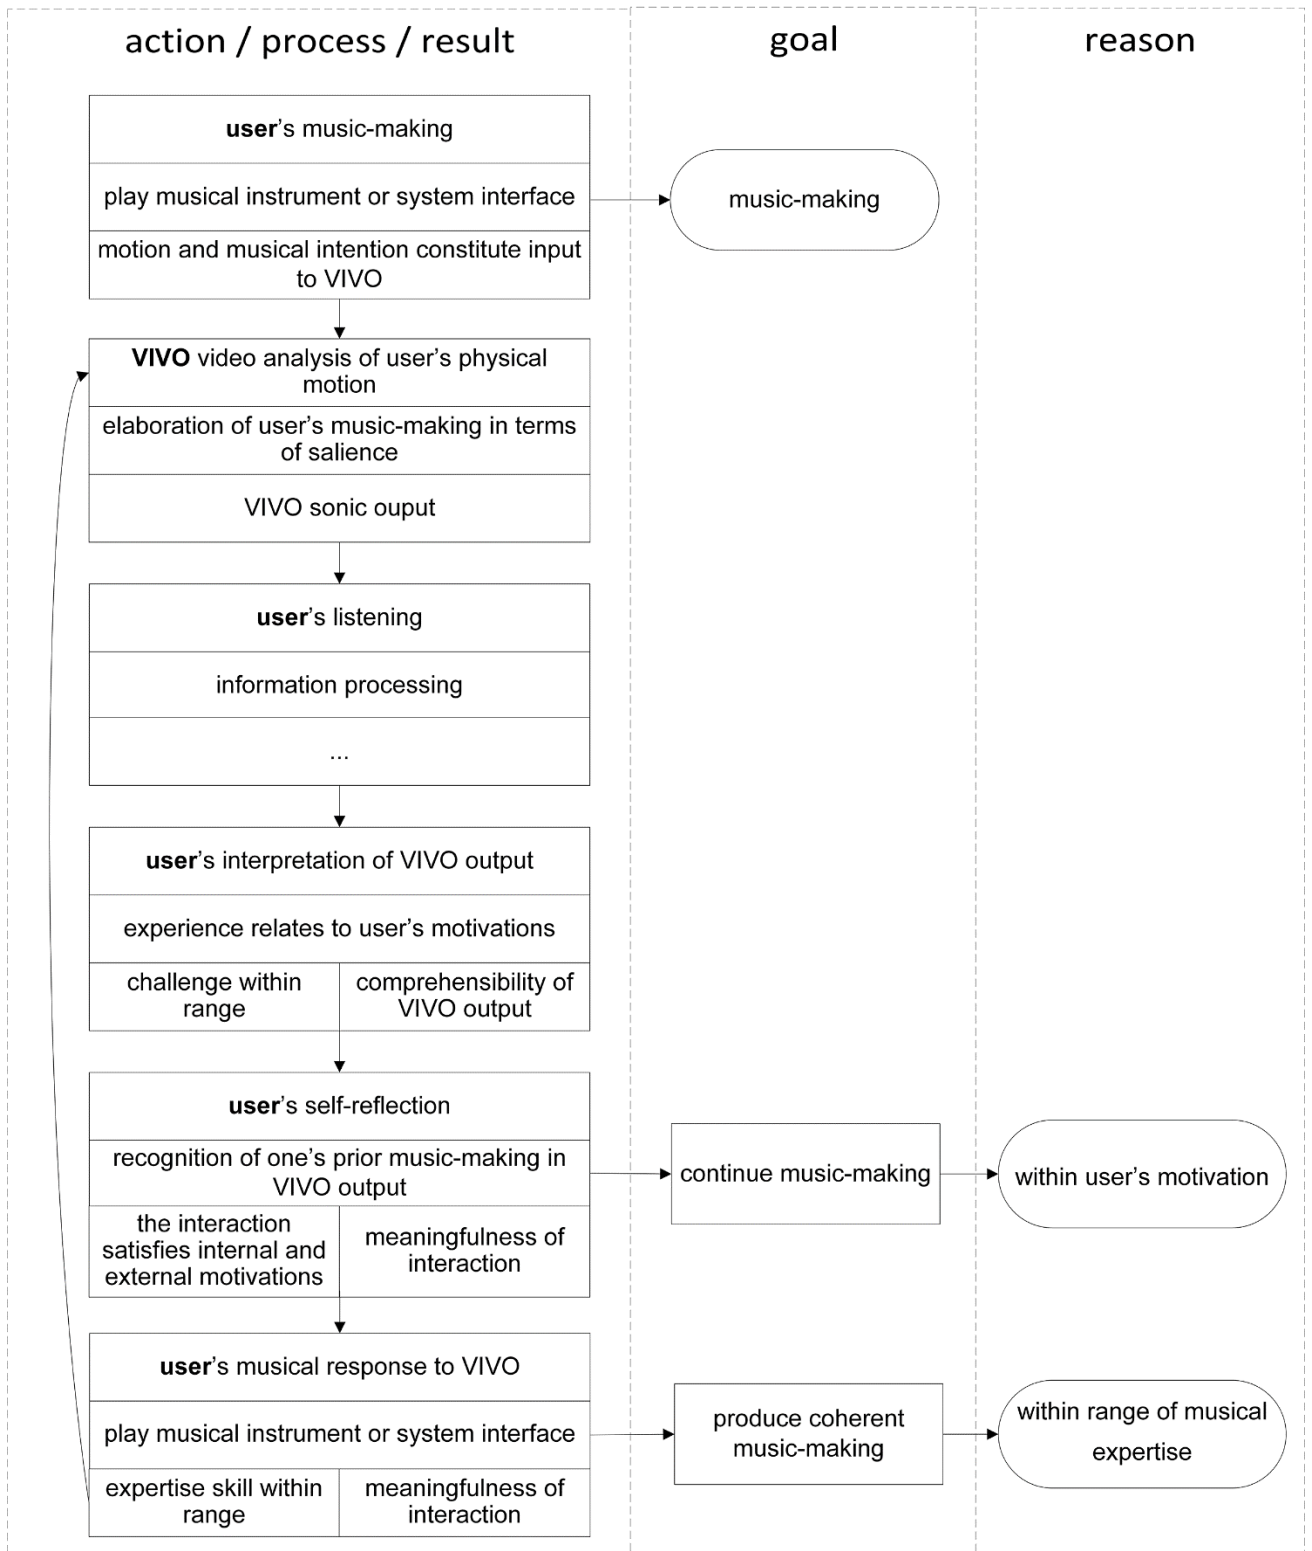 action / process / result
goal
reason
user's music-making
play musical instrument or system interface
motion and musical intention constitute input
to VIVO
music-making
VIVO video analysis of user's physical
motion
elaboration of user's music-making in terms
of salience
VIVO sonic ouput
user's listening
information processing
...
user's interpretation of VIVO output
experience relates to user's motivations
challenge within
range
comprehensibility of
VIVO output
user's self-reflection
recognition of one's prior music-making in
VIVO output
the interaction
satisfies internal and
external motivations
meaningfulness of
interaction
continue music-making
within user's motivation
user's musical response to VIVO
play musical instrument or system interface
expertise skill within
range
meaningfulness of
interaction
produce coherent
music-making
within range of musical
expertise